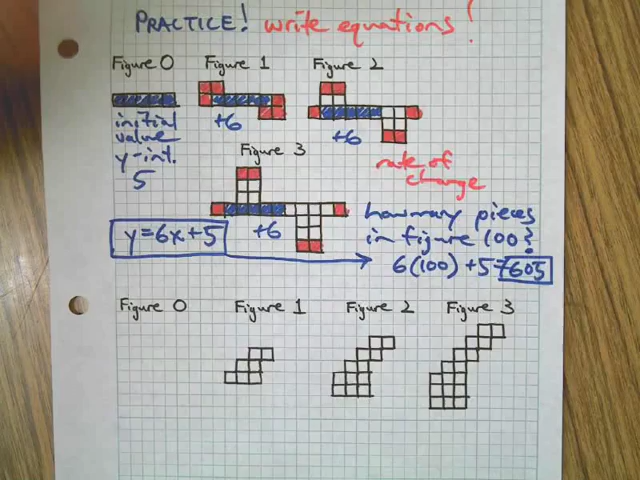 PRACTICE! write equations!
Figure 0 Figure 1 Figure 2
initial
value
y-int.
5
+6
+6
Figure 3
rate of
change
+6
y=6x+5
how many pieces
in figure 100?
6(100)+5=605
Figure 0 Figure 1 Figure 2 Figure 3